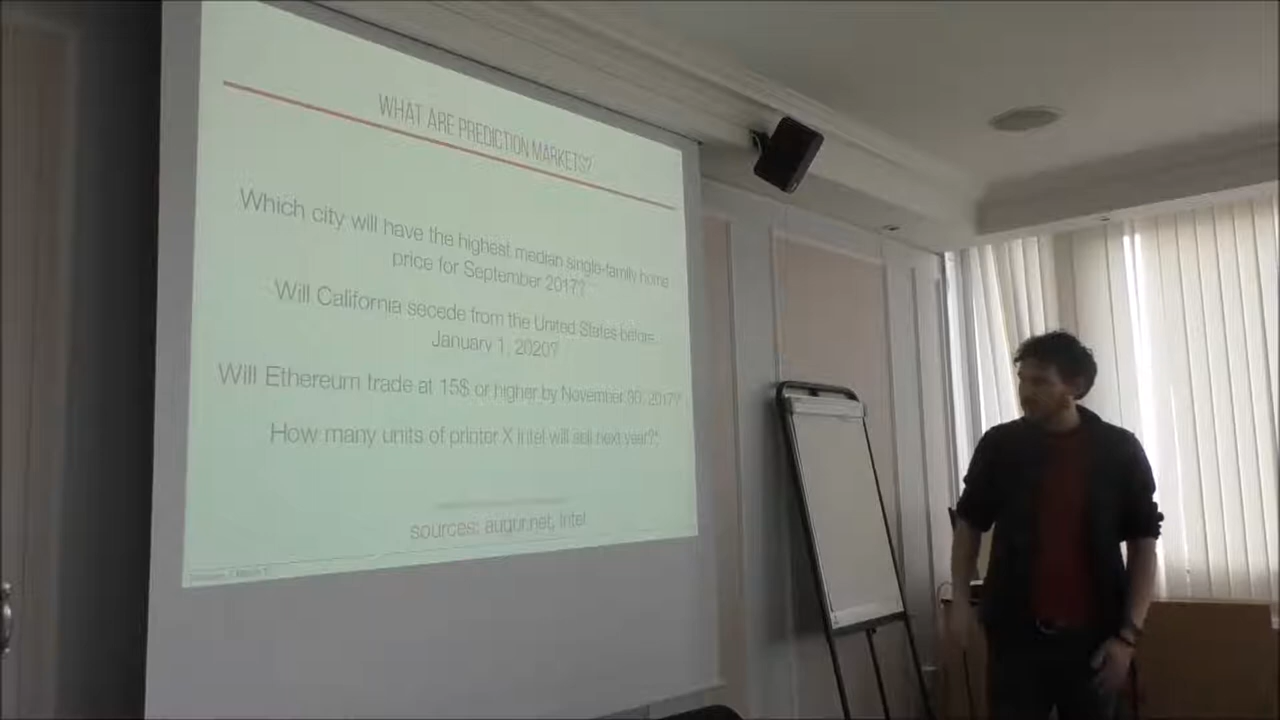 WHAT ARE PREDICTION MARKETS?
Which city will have the highest median single-family home
price for September 2017?
Will California secede from the United States before
January 1, 2020?
Will Ethereum trade at 15$ or higher by November 30, 2017?
How many units of printer X Intel will sell next year?*
sources: augur.net, Intel